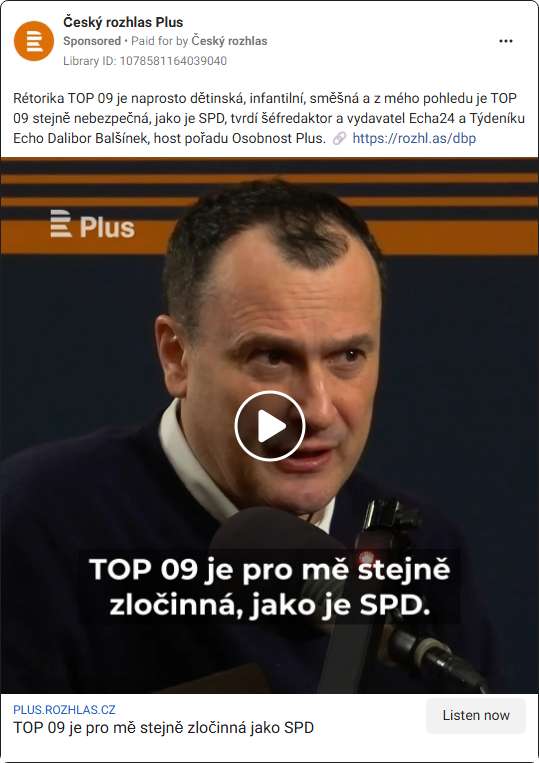 Český rozhlas Plus
Sponsored • Paid for by Český rozhlas
Library ID: 1078581164039040
Rétorika TOP 09 je naprosto dětinská, infantilní, směšná a z mého pohledu je TOP
09 stejně nebezpečná, jako je SPD, tvrdí šéfredaktor a vydavatel Echa24 a Týdeníku
Echo Dalibor Balšínek, host pořadu Osobnost Plus. 🔗 https://rozhl.as/dbp
Plus
TOP 09 je pro mě stejně
zločinná, jako je SPD.
PLUS.ROZHLAS.CZ
TOP 09 je pro mě stejně zločinná jako SPD
Listen now